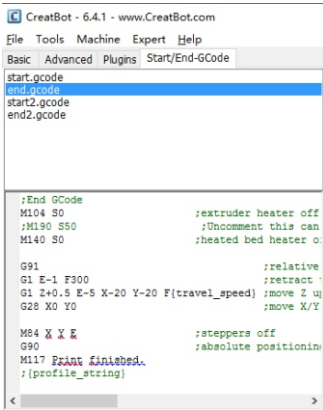 CreatBot - 6.4.1 - www.CreatBot.com
File Tools Machine Expert Help
Basic Advanced Plugins Start/End-GCode
start.gcode
end.gcode
start2.gcode
end2.gcode
;End GCode
M104 S0 ;extruder heater off
;M190 S50 ;Uncomment this can
M140 S0 ;heated bed heater o
G91 ;relative
G1 E-1 F300 ;retract
G1 Z+0.5 E-5 X-20 Y-20 F{travel_speed} ;move Z u
G28 X0 Y0 ;move X/Y
M84 X Y E ;steppers off
G90 ;absolute positionin
M117 Print finished.
;{profile_string}